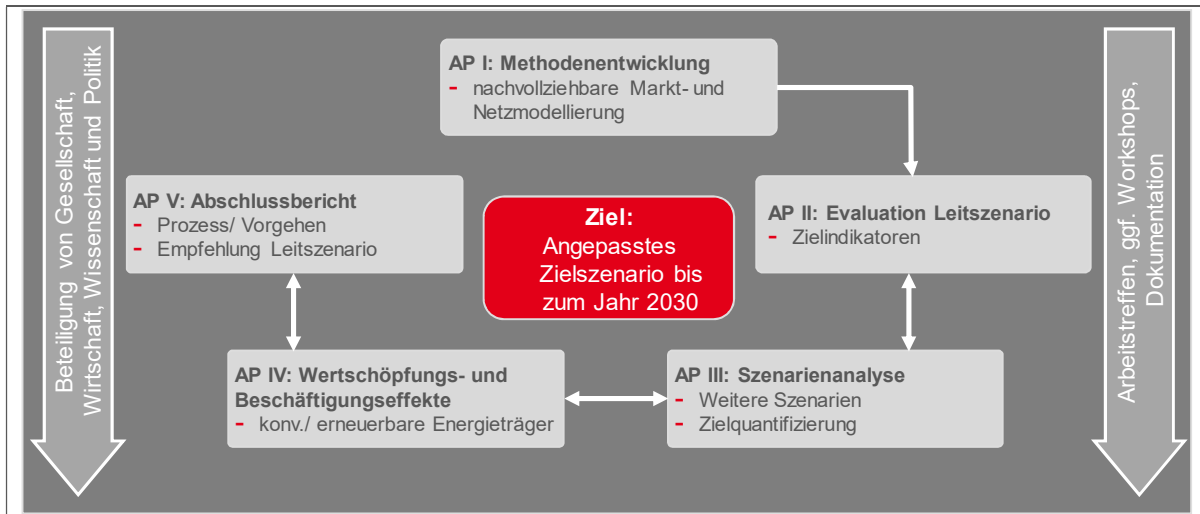 Beteiligung von Gesellschaft,
Wirtschaft, Wissenschaft und Politik
AP I: Methodenentwicklung
- nachvollziehbare Markt- und
Netzmodellierung
AP V: Abschlussbericht
- Prozess/ Vorgehen
- Empfehlung Leitszenario
Ziel:
Angepasstes
Zielszenario bis
zum Jahr 2030
AP II: Evaluation Leitszenario
- Zielindikatoren
AP IV: Wertschöpfungs- und
Beschäftigungseffekte
- konv./ erneuerbare Energieträger
AP III: Szenarienanalyse
- Weitere Szenarien
- Zielquantifizierung
Arbeitstreffen, ggf. Workshops,
Dokumentation